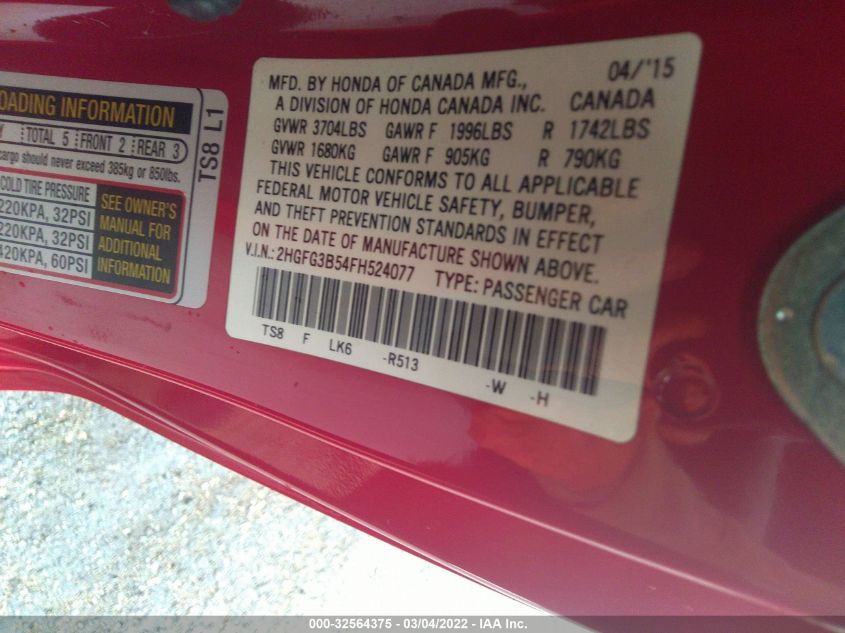 OADING INFORMATION
Y TOTAL 5 FRONT 2 REAR 3
cargo should never exceed 385kg or 850lbs.
COLD TIRE PRESSURE
220KPA, 32PSI
220KPA, 32PSI
420KPA, 60PSI
SEE OWNER'S
MANUAL FOR
ADDITIONAL
INFORMATION
TS8 L1
MFD. BY HONDA OF CANADA MFG., 04/'15
A DIVISION OF HONDA CANADA INC. CANADA
GVWR 3704LBS GAWR F 1996LBS R 1742LBS
GVWR 1680KG GAWR F 905KG R 790KG
THIS VEHICLE CONFORMS TO ALL APPLICABLE
FEDERAL MOTOR VEHICLE SAFETY, BUMPER,
AND THEFT PREVENTION STANDARDS IN EFFECT
ON THE DATE OF MANUFACTURE SHOWN ABOVE.
V.I.N.: 2HGFG3B54FH524077 TYPE: PASSENGER CAR
TS8 F LK6 -R513 -W -H
000-32564375 - 03/04/2022 - IAA Inc.